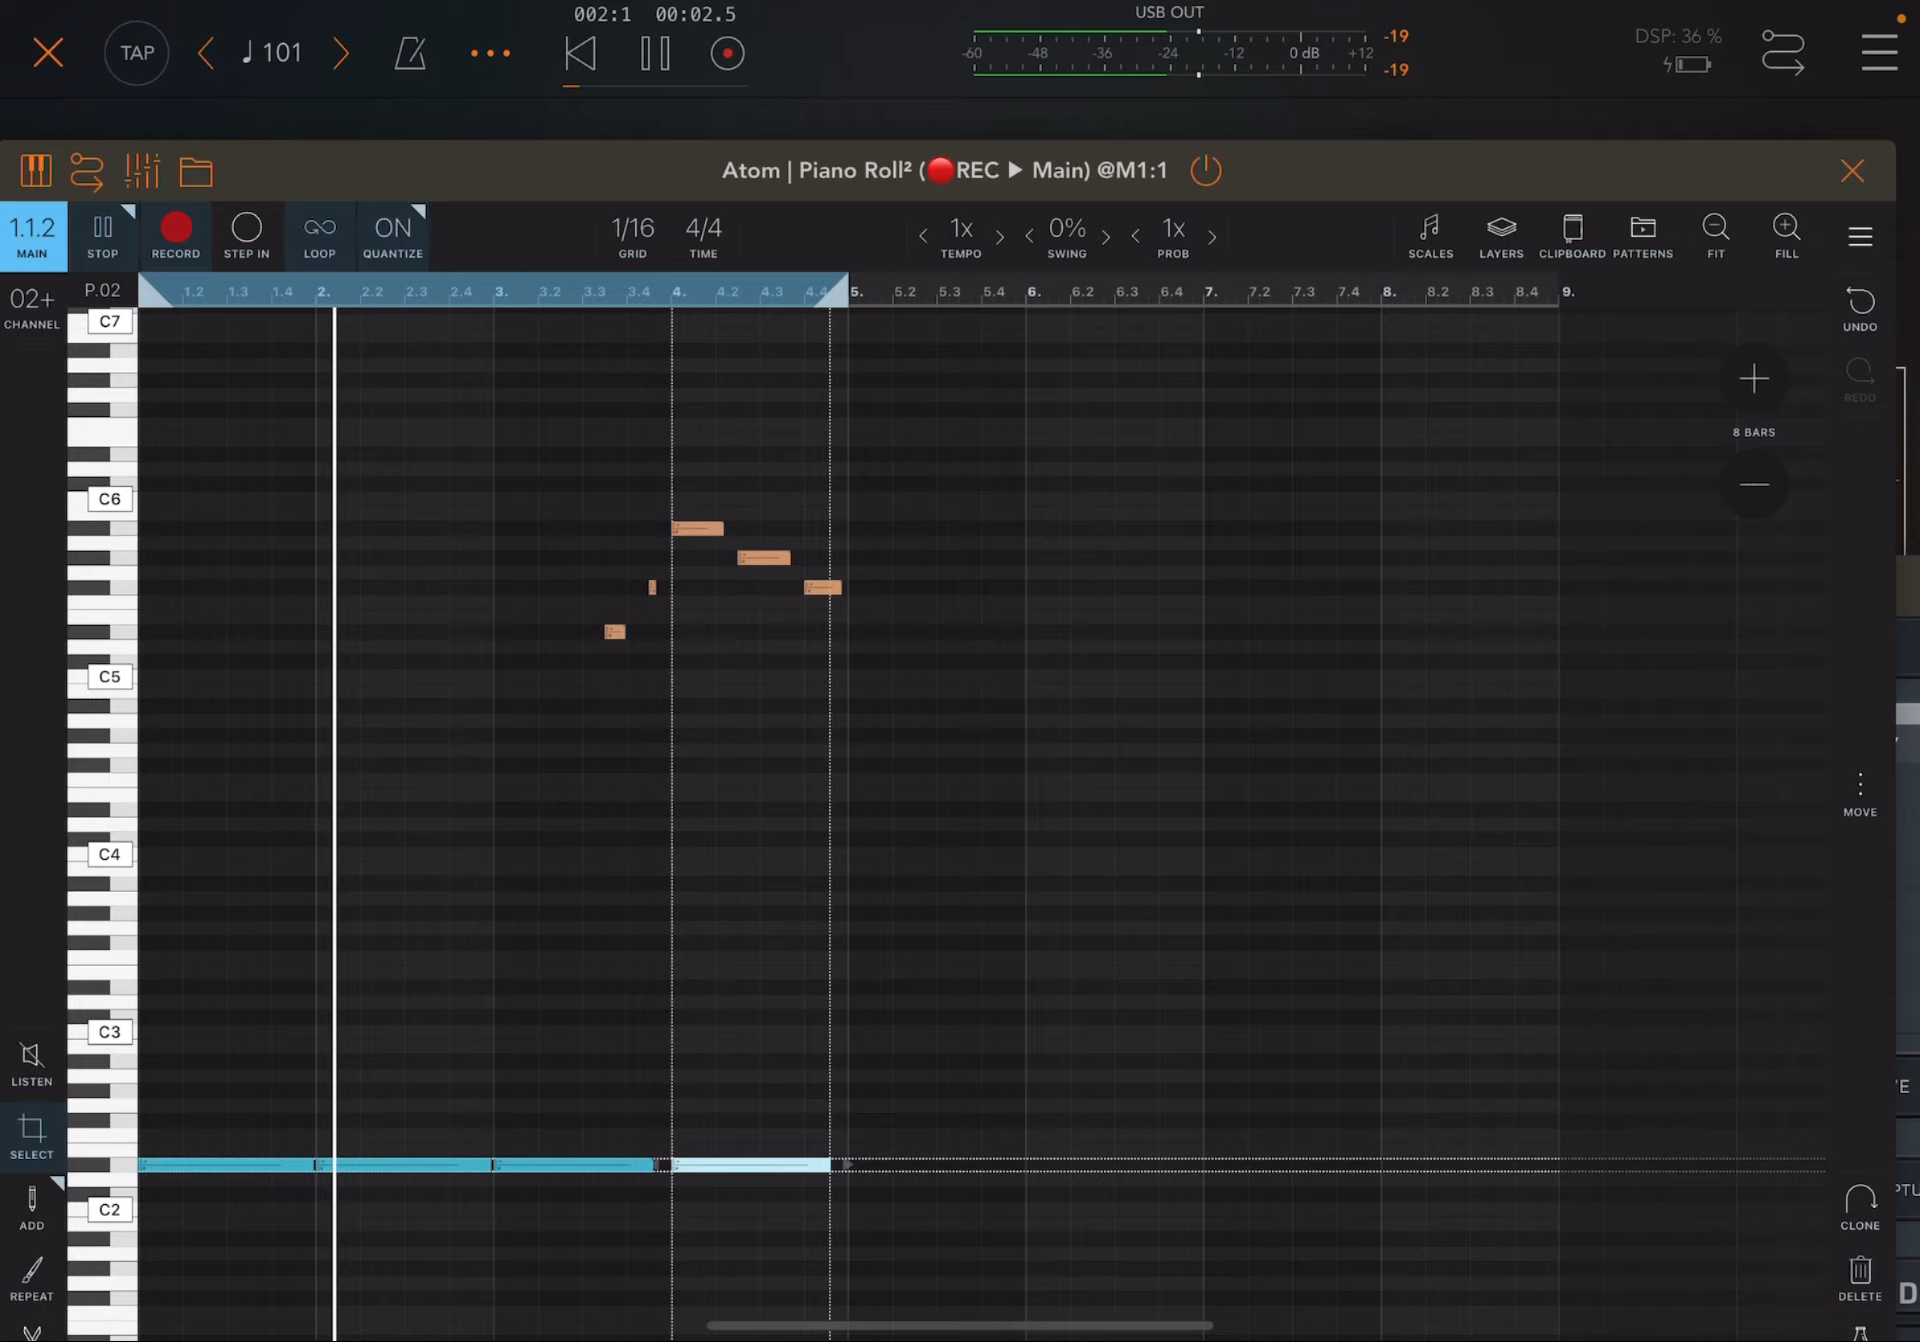 002:1 00:02.5
USB OUT
TAP
101
-60 -48 -36 -24 -12 0 dB +12
-19
-19
DSP: 36 %
Atom | Piano Roll² (🔴REC ▶ Main) @M1:1
1.1.2
MAIN
STOP
RECORD
STEP IN
LOOP
ON
QUANTIZE
1/16
GRID
4/4
TIME
< 1x >
TEMPO
< 0% >
SWING
< 1x >
PROB
SCALES
LAYERS
CLIPBOARD
PATTERNS
FIT
FILL
02+
CHANNEL
P.02
1.2 1.3 1.4 2. 2.2 2.3 2.4 3. 3.2 3.3 3.4 4. 4.2 4.3 4.4 5. 5.2 5.3 5.4 6. 6.2 6.3 6.4 7. 7.2 7.3 7.4 8. 8.2 8.3 8.4 9.
C7
UNDO
REDO
8 BARS
C6
C5
MOVE
C4
C3
LISTEN
SELECT
C2
ADD
REPEAT
CLONE
DELETE